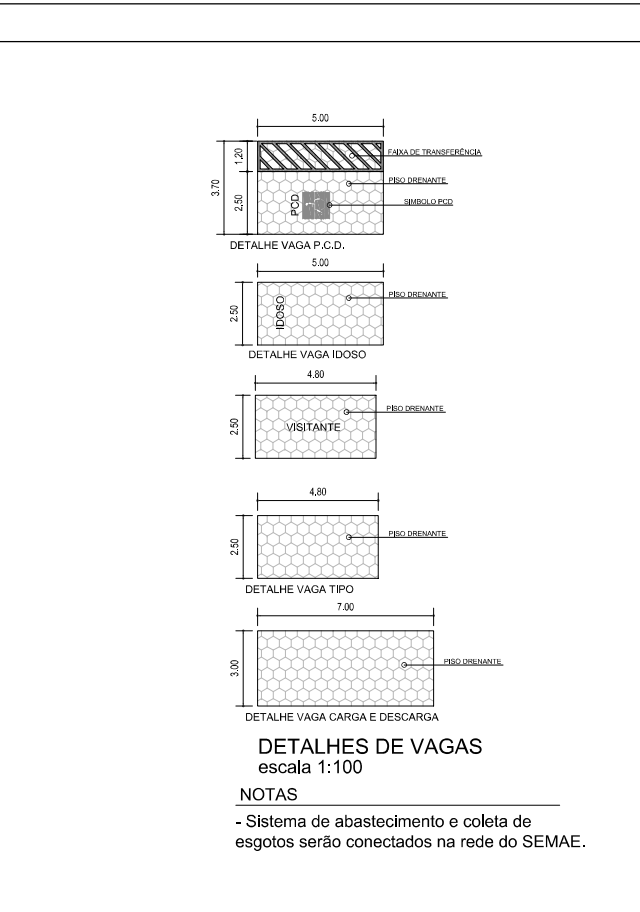 5.00
1.20
FAIXA DE TRANSFERÊNCIA
3.70
2.50
PISO DRENANTE
PCD
SIMBOLO PCD
DETALHE VAGA P.C.D.
5.00
2.50
IDOSO
PISO DRENANTE
DETALHE VAGA IDOSO
4.80
2.50
PISO DRENANTE
VISITANTE
4.80
2.50
PISO DRENANTE
DETALHE VAGA TIPO
7.00
3.00
PISO DRENANTE
DETALHE VAGA CARGA E DESCARGA
DETALHES DE VAGAS
escala 1:100
NOTAS
- Sistema de abastecimento e coleta de
esgotos serão conectados na rede do SEMAE.